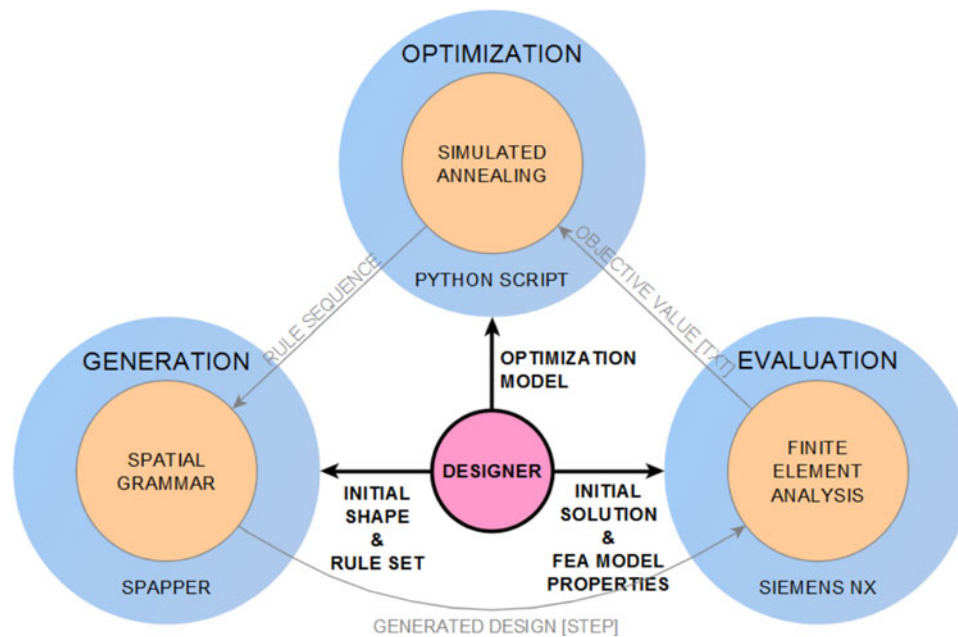 OPTIMIZATION
SIMULATED
ANNEALING
PYTHON SCRIPT
RULE SEQUENCE
OBJECTIVE VALUE [TXT]
GENERATION
SPATIAL
GRAMMAR
SPAPPER
OPTIMIZATION
MODEL
DESIGNER
INITIAL
SHAPE
&
RULE SET
INITIAL
SOLUTION
&
FEA MODEL
PROPERTIES
EVALUATION
FINITE
ELEMENT
ANALYSIS
SIEMENS NX
GENERATED DESIGN [STEP]